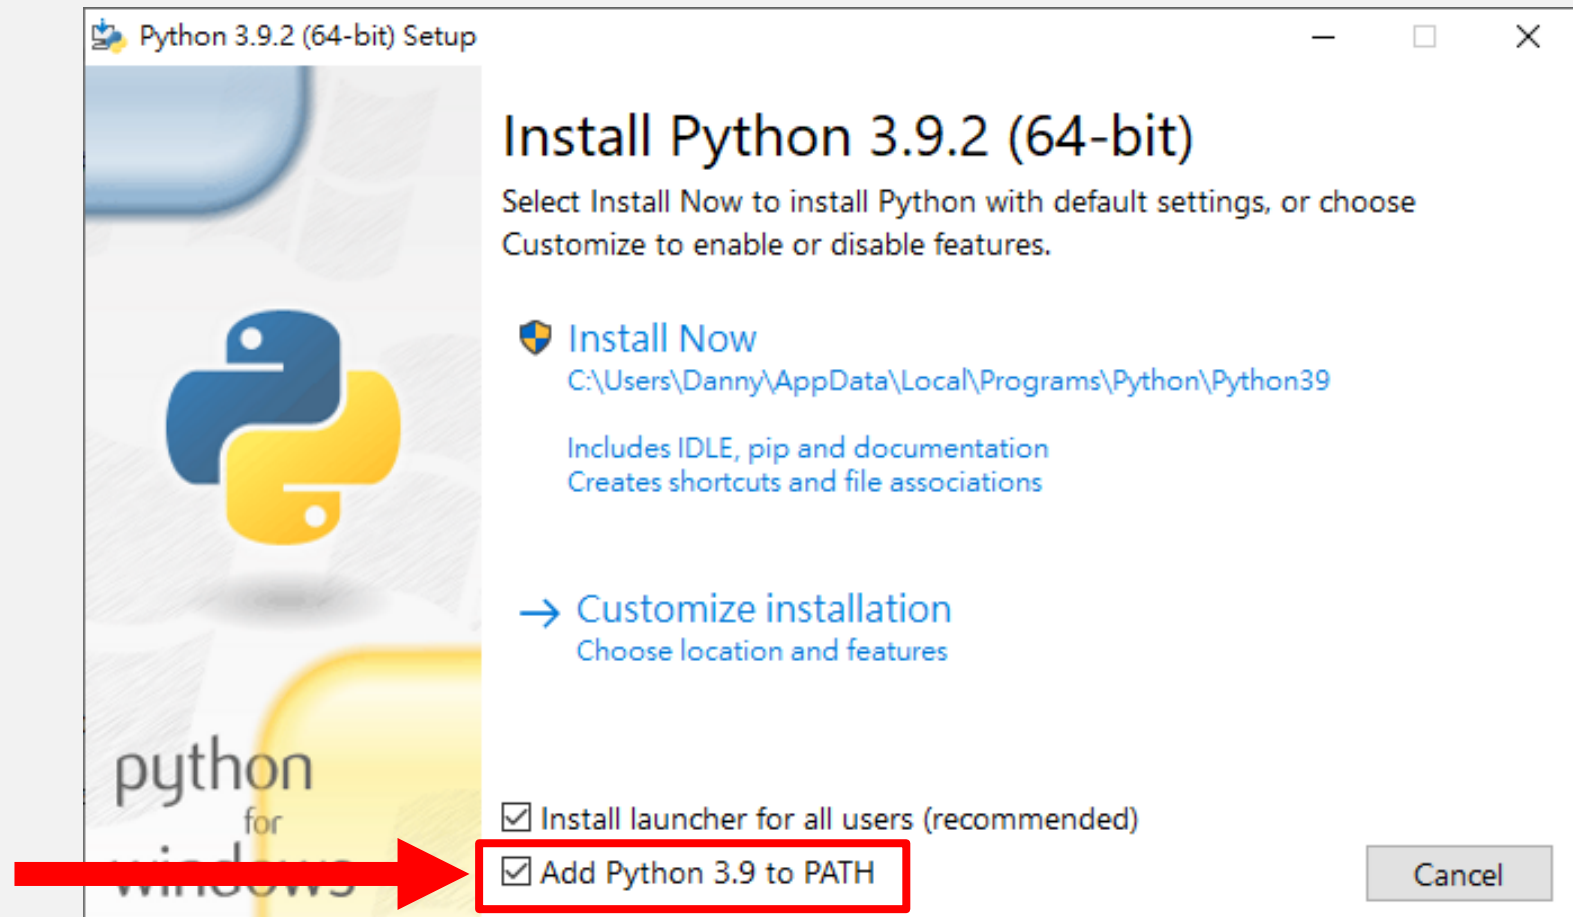 Python 3.9.2 (64-bit) Setup
Install Python 3.9.2 (64-bit)
Select Install Now to install Python with default settings, or choose
Customize to enable or disable features.
Install Now
C:\Users\Danny\AppData\Local\Programs\Python\Python39
Includes IDLE, pip and documentation
Creates shortcuts and file associations
Customize installation
Choose location and features
python
for
windows
Install launcher for all users (recommended)
Add Python 3.9 to PATH
Cancel